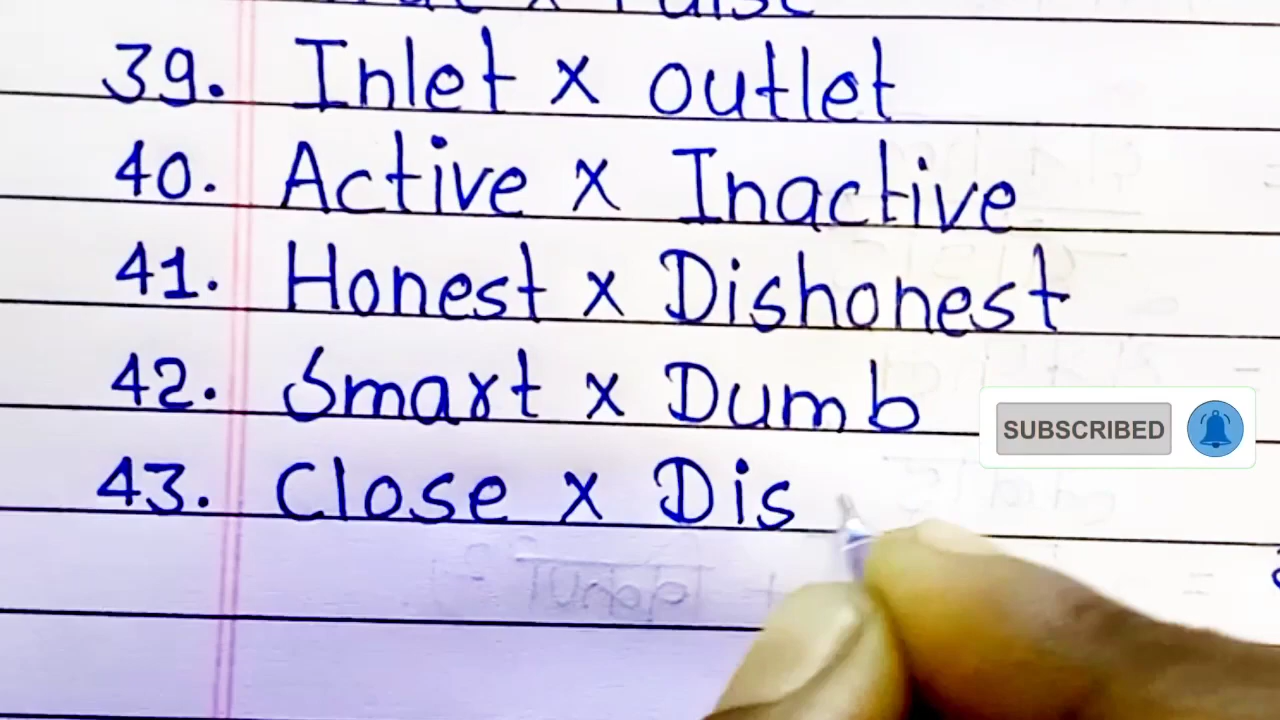 39. Inlet x outlet
40. Active x Inactive
41. Honest x Dishonest
42. Smart x Dumb
SUBSCRIBED
43. Close x Dis